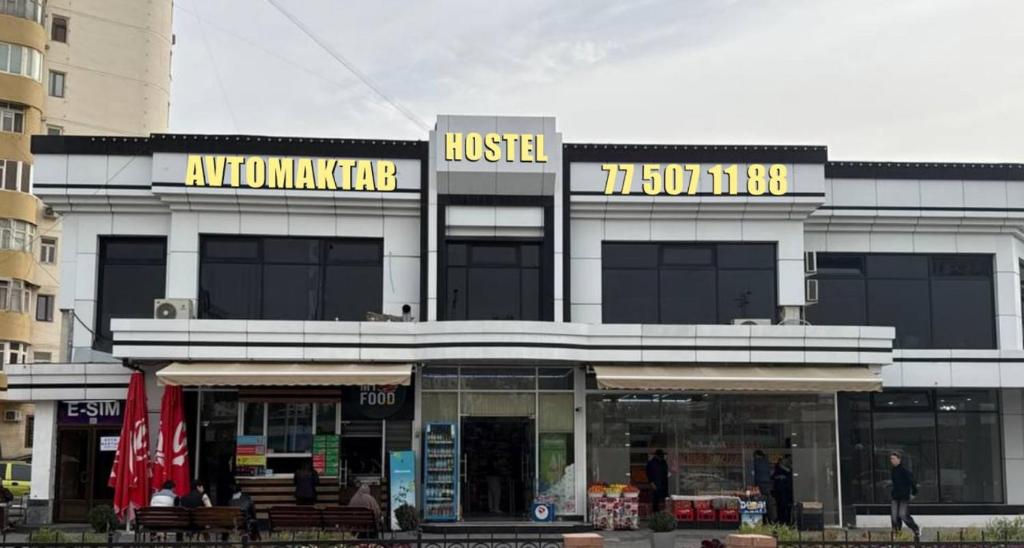 AVTOMAKTAB
HOSTEL
77 507 11 88
FOOD
E-SIM